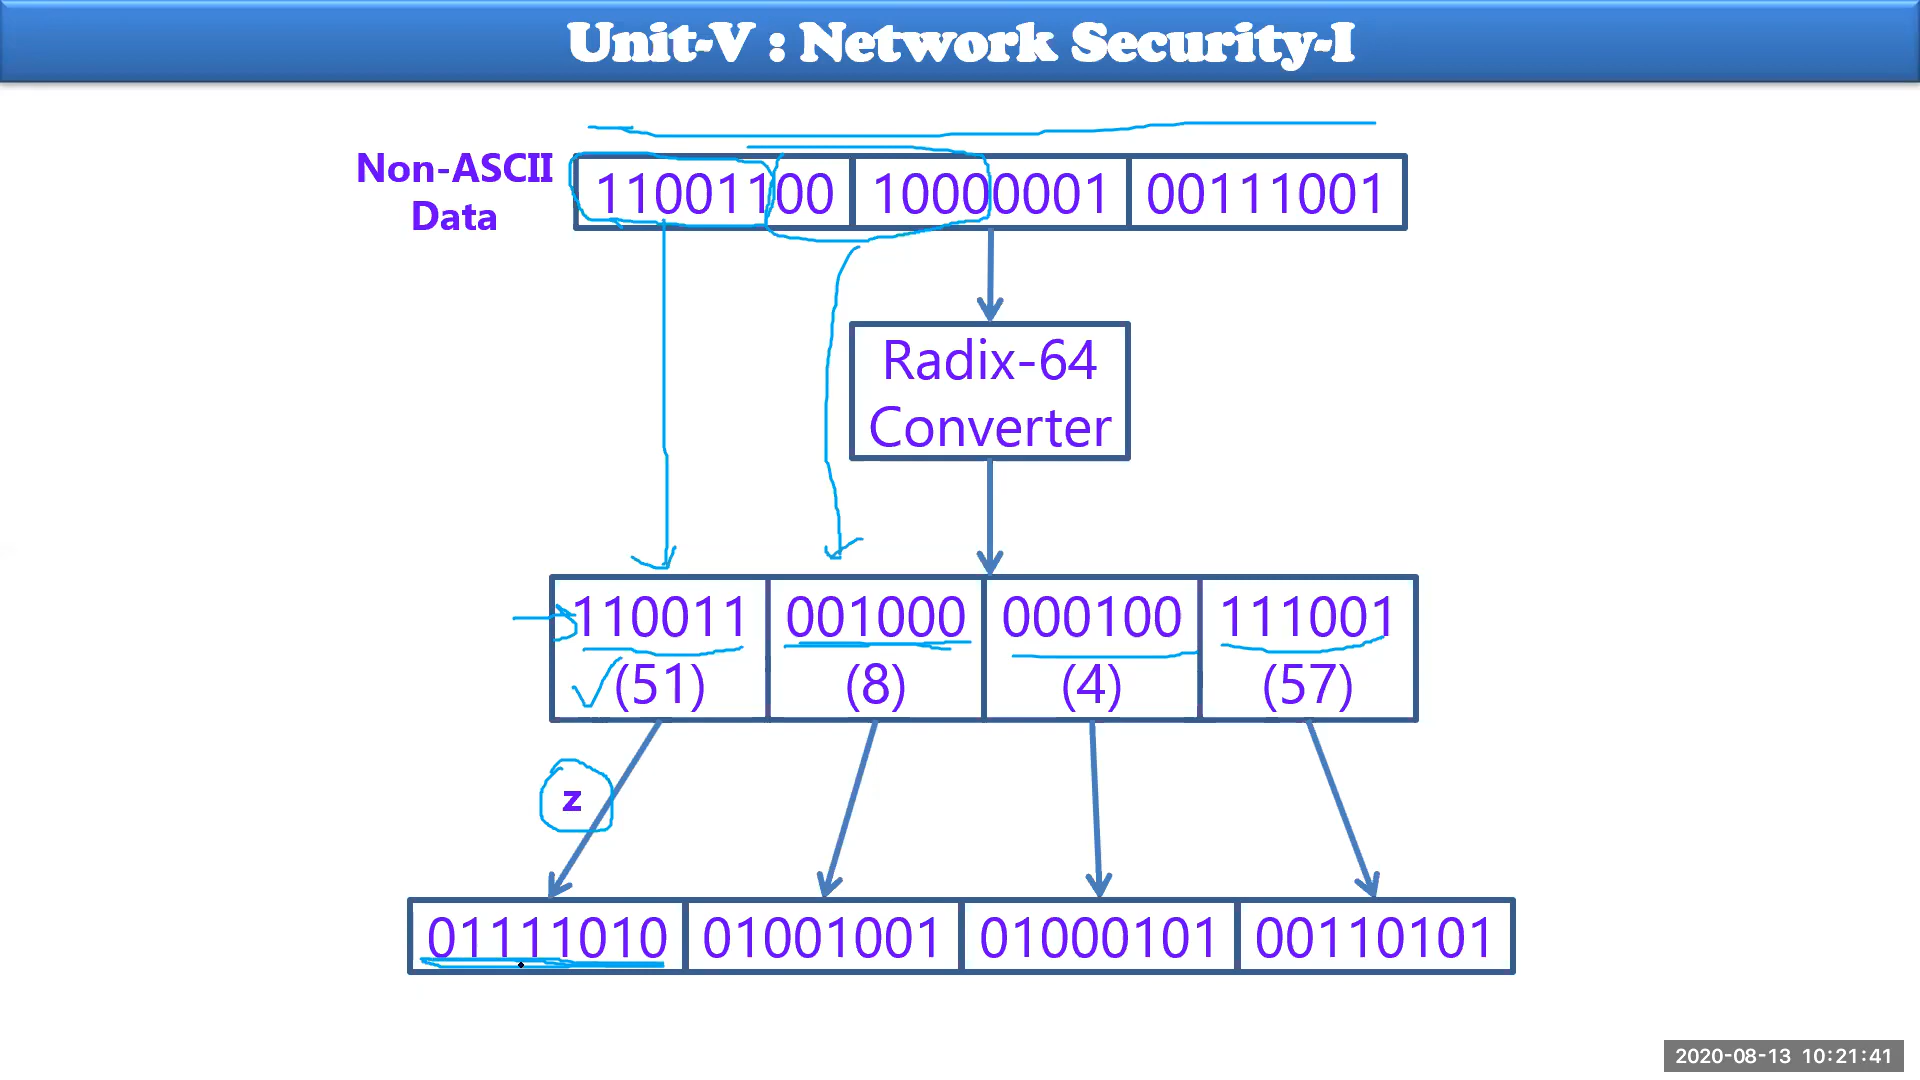 Unit-V : Network Security-I
Non-ASCII
Data
11001100 10000001 00111001
Radix-64
Converter
110011 001000 000100 111001
(51) (8) (4) (57)
z
01111010 01001001 01000101 00110101
2020-08-13 10:21:41